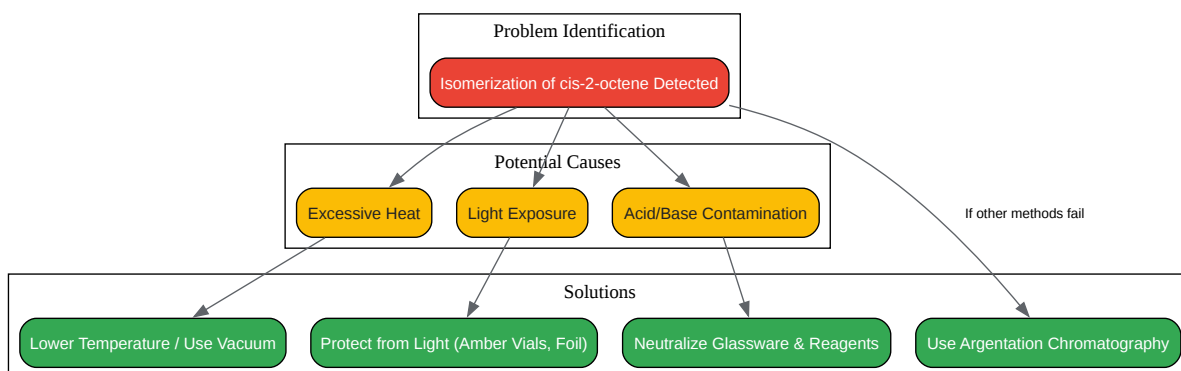 Problem Identification
Isomerization of cis-2-octene Detected
Potential Causes
Excessive Heat
Light Exposure
Acid/Base Contamination
If other methods fail
Solutions
Lower Temperature / Use Vacuum
Protect from Light (Amber Vials, Foil)
Neutralize Glassware & Reagents
Use Argentation Chromatography